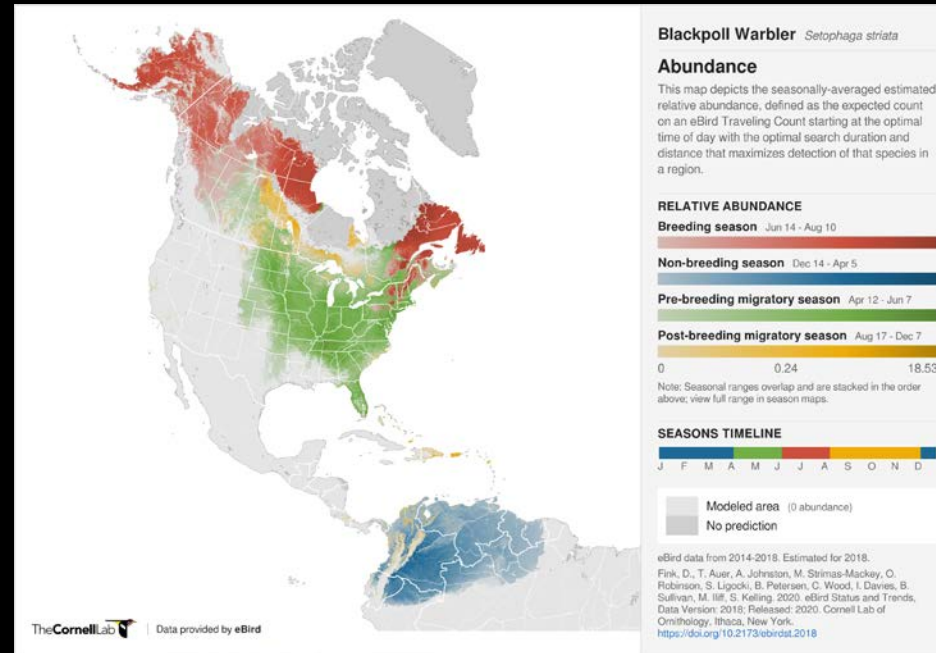 Blackpoll Warbler Setophaga striata
Abundance
This map depicts the seasonally-averaged estimated
relative abundance, defined as the expected count
on an eBird Traveling Count starting at the optimal
time of day with the optimal search duration and
distance that maximizes detection of that species in
a region.
RELATIVE ABUNDANCE
Breeding season Jun 14 - Aug 10
Non-breeding season Dec 14 - Apr 5
Pre-breeding migratory season Apr 12 - Jun 7
Post-breeding migratory season Aug 17 - Dec 7
0 0.24 18.53
Note: Seasonal ranges overlap and are stacked in the order
above; view full range in season maps.
SEASONS TIMELINE
J F M A M J J A S O N D
Modeled area (0 abundance)
No prediction
eBird data from 2014-2018. Estimated for 2018.
Fink, D., T. Auer, A. Johnston, M. Strimas-Mackey, O.
Robinson, S. Ligocki, B. Petersen, C. Wood, I. Davies, B.
Sullivan, M. Iliff, S. Kelling. 2020. eBird Status and Trends,
Data Version: 2018; Released: 2020. Cornell Lab of
Ornithology, Ithaca, New York.
https://doi.org/10.2173/ebirdst.2018
TheCornellLab Data provided by eBird